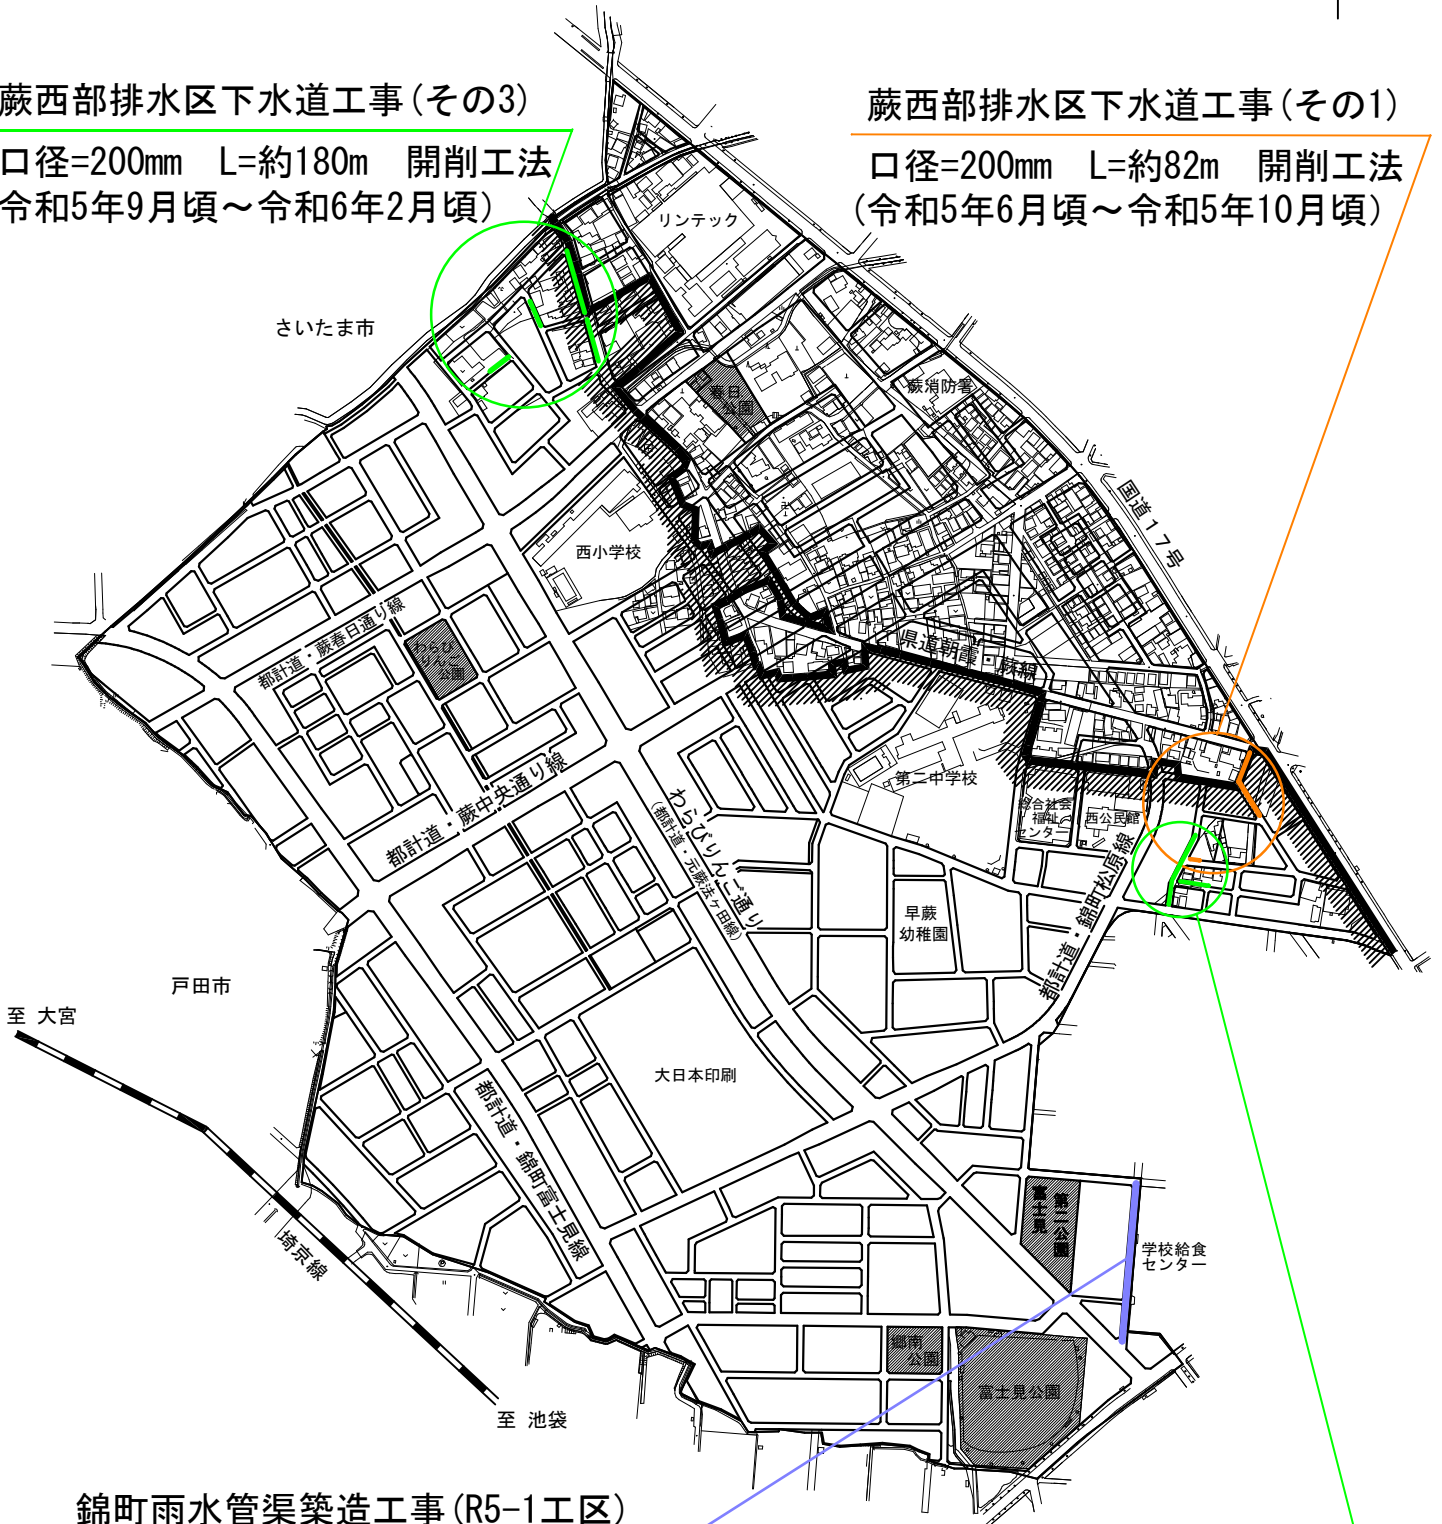 蕨西部排水区下水道工事(その3)
口径=200mm　L=約180m　開削工法
令和5年9月頃～令和6年2月頃)
蕨西部排水区下水道工事(その1)
口径=200mm　L=約82m　開削工法
(令和5年6月頃～令和5年10月頃)
リンテック
さいたま市
春日
公園
蕨消防署
国道17号
西小学校
都計道・蕨春日通り線
わらび
りんご
公園
県道朝霞・蕨線
都計道・蕨中央通り線
わらびりんご通り
(都計道・元蕨法ヶ田線)
第二中学校
総合社会
福祉
センター
西公民館
都計道・錦町松原線
早蕨
幼稚園
戸田市
至 大宮
大日本印刷
都計道・錦町富士見線
埼京線
富士見
第二公園
学校給食
センター
郷南
公園
富士見公園
至 池袋
錦町雨水管渠築造工事(R5-1工区)